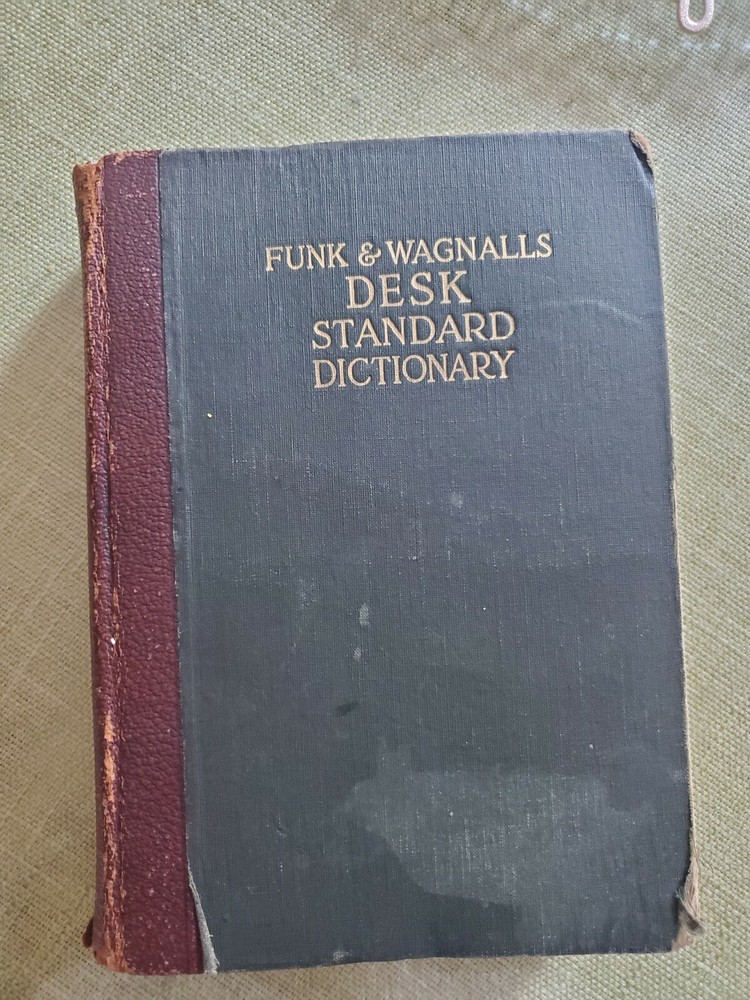 FUNK & WAGNALLS
DESK
STANDARD
DICTIONARY